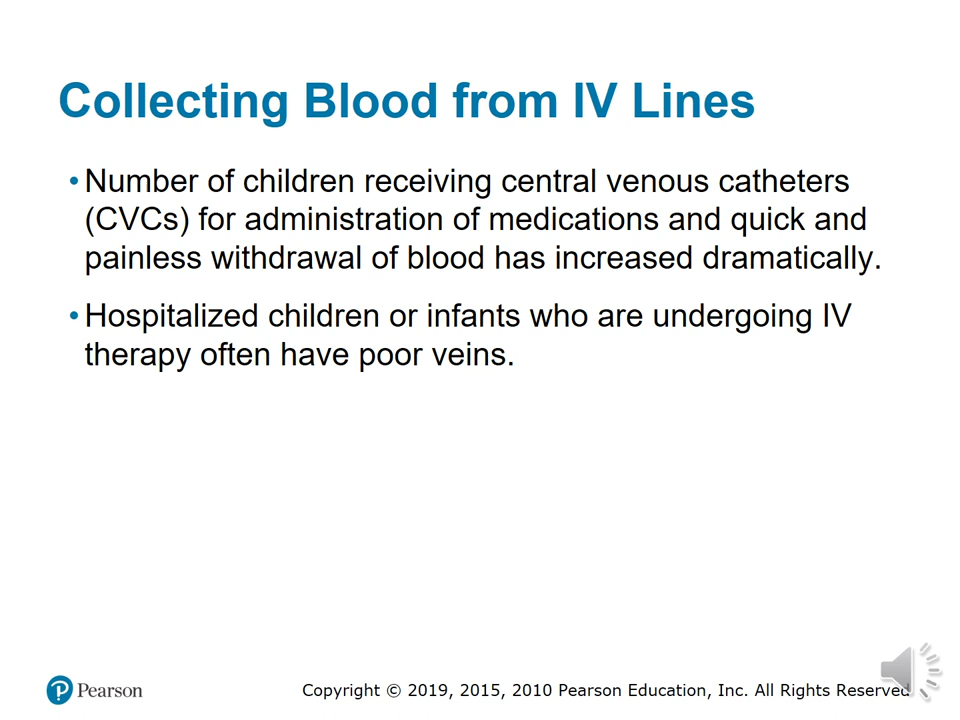 Collecting Blood from IV Lines
• Number of children receiving central venous catheters
(CVCs) for administration of medications and quick and
painless withdrawal of blood has increased dramatically.
• Hospitalized children or infants who are undergoing IV
therapy often have poor veins.
Pearson
Copyright © 2019, 2015, 2010 Pearson Education, Inc. All Rights Reserved